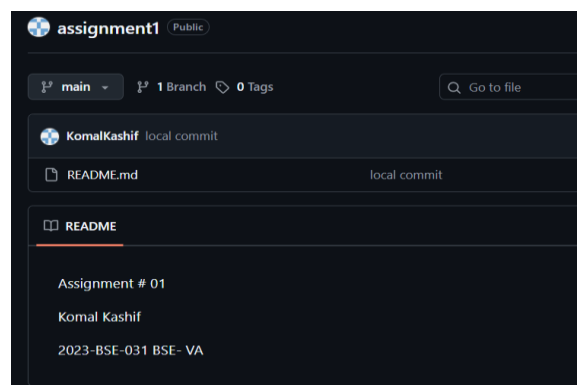 assignment1 Public
main 1 Branch 0 Tags Go to file
KomalKashif local commit
README.md local commit
README
Assignment # 01
Komal Kashif
2023-BSE-031 BSE- VA